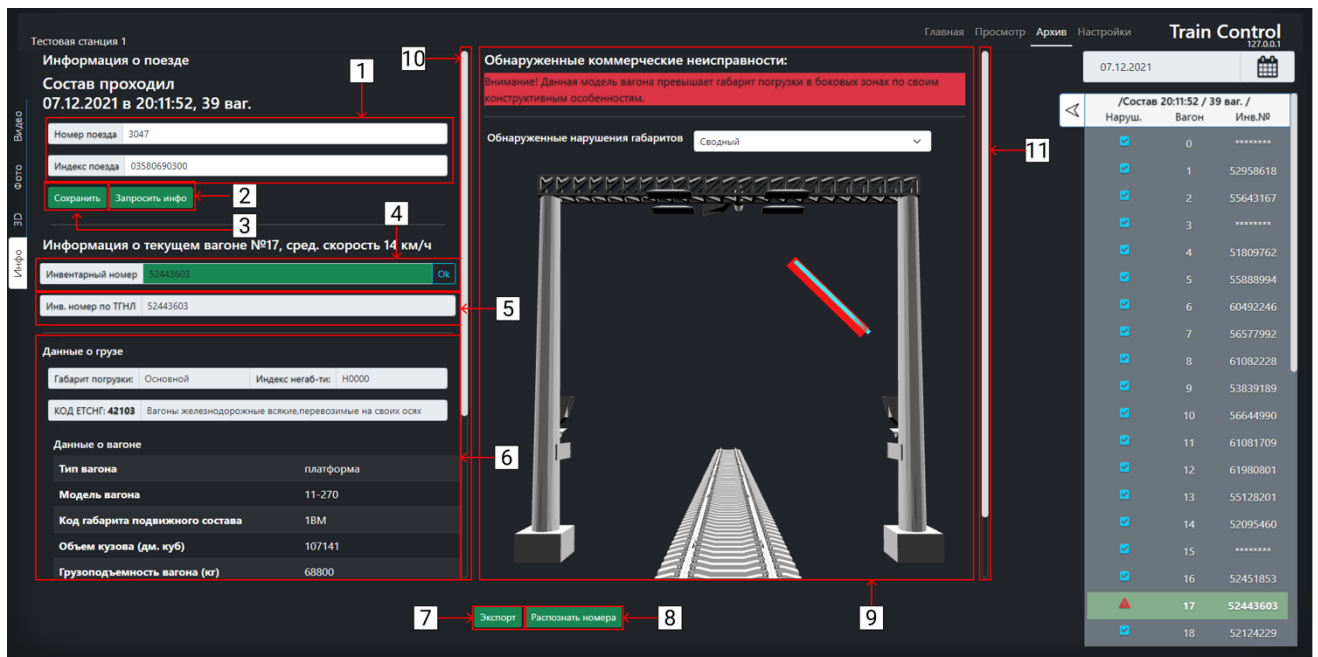 Тестовая станция 1
Главная Просмотр Архив Настройки
Train Control
127.0.0.1
Видео
Фото
3D
Инфо
Информация о поезде
Состав проходил
07.12.2021 в 20:11:52, 39 ваг.
1
10
Номер поезда 3047
Индекс поезда 03580690300
Сохранить Запросить инфо
2
3
4
Информация о текущем вагоне №17, сред. скорость 14 км/ч
Инвентарный номер 52443603 Ok
Инв. номер по ТГНЛ 52443603
5
Данные о грузе
Габарит погрузки: Основной Индекс негаб-ти: Н0000
КОД ЕТСНГ: 42103 Вагоны железнодорожные всякие,перевозимые на своих осях
Данные о вагоне
Тип вагона платформа
6
Модель вагона 11-270
Код габарита подвижного состава 1ВМ
Объем кузова (дм. куб) 107141
Грузоподъемность вагона (кг) 68800
7
Экспорт Распознать номера
8
9
Обнаруженные коммерческие неисправности:
Внимание! Данная модель вагона превышает габарит погрузки в боковых зонах по своим
конструктивным особенностям.
Обнаруженные нарушения габаритов Сводный
11
07.12.2021
/Состав 20:11:52 / 39 ваг. /
Наруш. Вагон Инв.№
0 ********
1 52958618
2 55643167
3 ********
4 51809762
5 55888994
6 60492246
7 56577992
8 61082228
9 53839189
10 56644990
11 61081709
12 61980801
13 55128201
14 52095460
15 ********
16 52451853
17 52443603
18 52124229